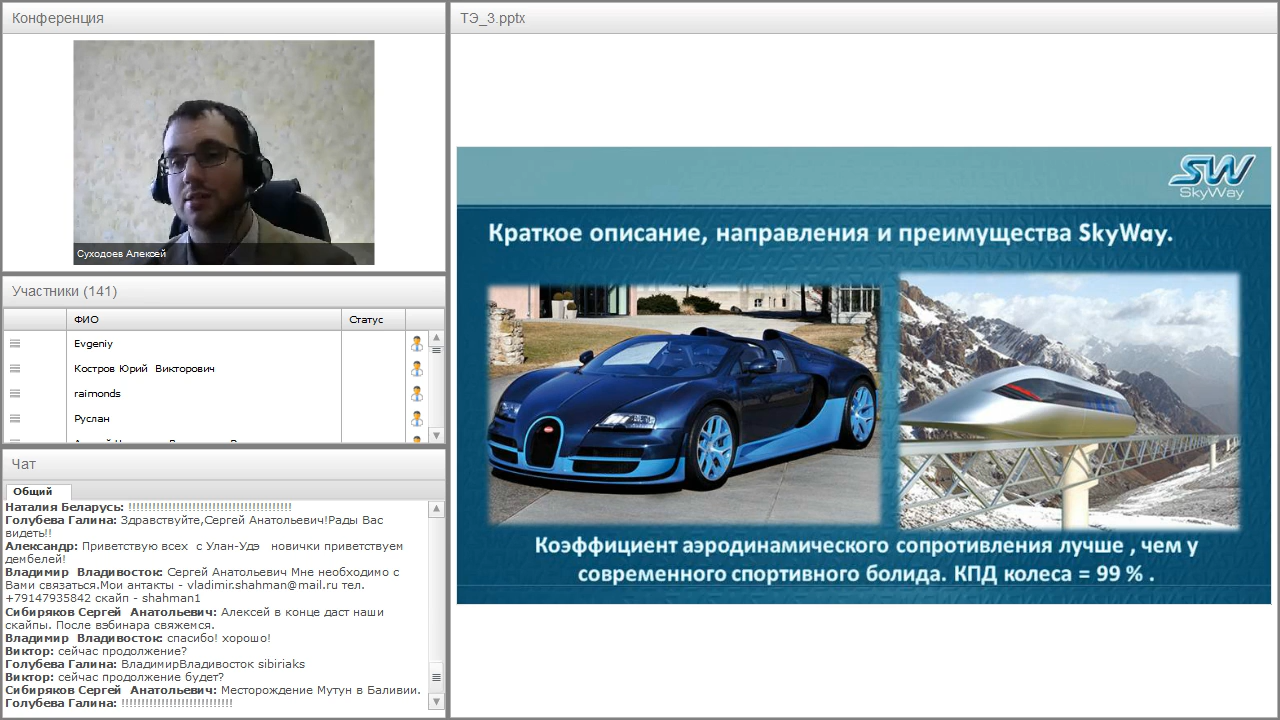 Конференция
Суходоев Алексей
Участники (141)
ФИО
Статус
Evgeniy
Костров Юрий Викторович
raimonds
Руслан
Чат
Общий
Наталия Беларусь: !!!!!!!!!!!!!!!!!!!!!!!!!!!!!!!!!!!!!!!!!
Голубева Галина: Здравствуйте,Сергей Анатольевич!Рады Вас
видеть!!
Александр: Приветствую всех с Улан-Удэ новички приветствуем
дембелей!
Владимир Владивосток: Сергей Анатольевич Мне необходимо с
Вами связаться.Мои антакты - vladimir.shahman@mail.ru тел.
+79147935842 скайп - shahman1
Сибиряков Сергей Анатольевич: Алексей в конце даст наши
скайпы. После вэбинара свяжемся.
Владимир Владивосток: спасибо! хорошо!
Виктор: сейчас продолжение?
Голубева Галина: ВладимирВладивосток sibiriaks
Виктор: сейчас продолжение будет?
Сибиряков Сергей Анатольевич: Месторождение Мутун в Баливии.
Голубева Галина: !!!!!!!!!!!!!!!!!!!!!!!!!!!!
ТЭ_3.pptx
SW
SkyWay
Краткое описание, направления и преимущества SkyWay.
Коэффициент аэродинамического сопротивления лучше , чем у
современного спортивного болида. КПД колеса = 99 % .